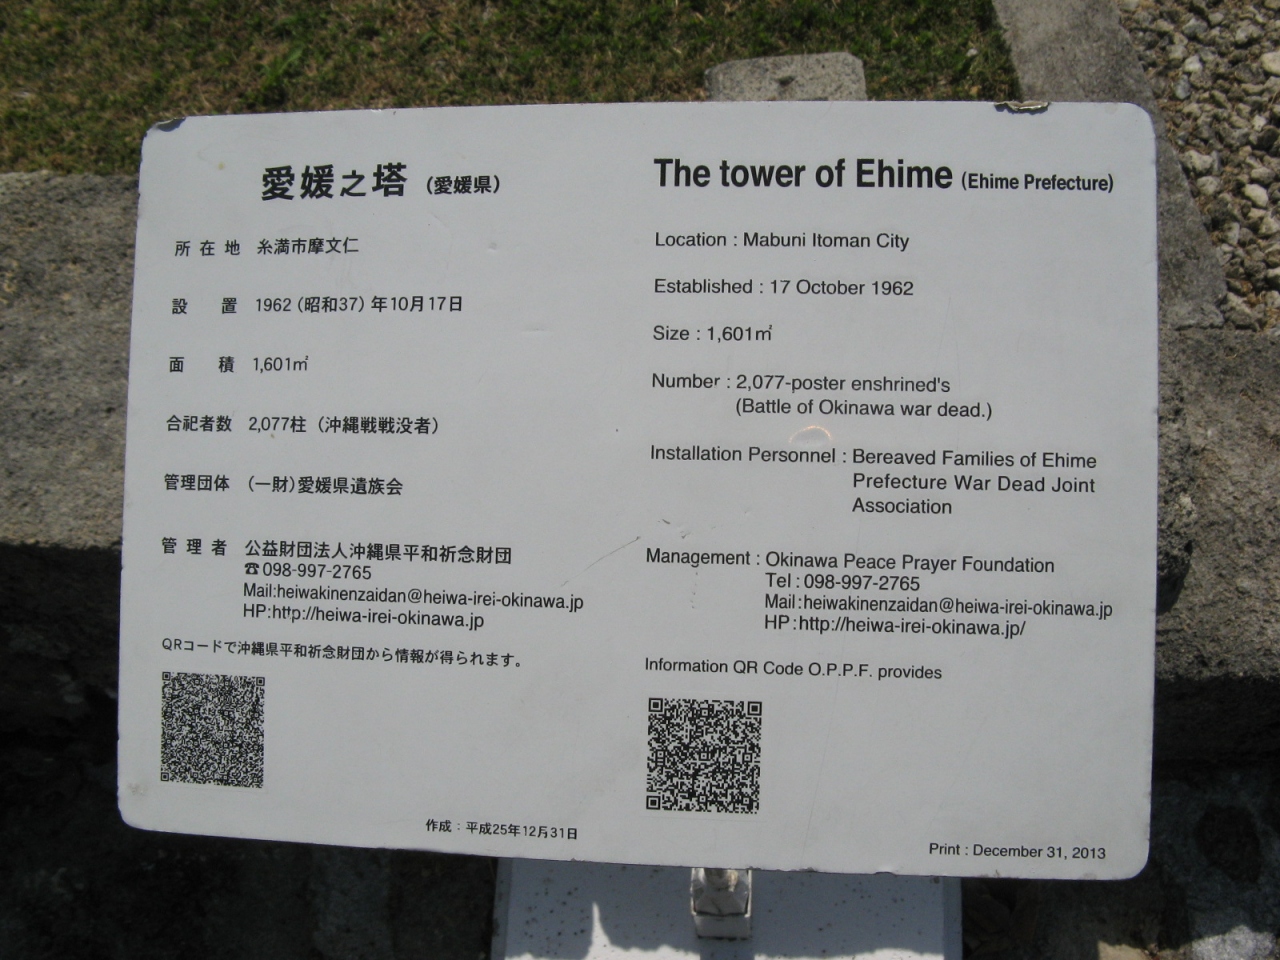 愛媛之塔 (愛媛県)
所在地 糸満市摩文仁
設置 1962 (昭和37) 年10月17日
面積 1,601㎡
合祀者数 2,077柱 (沖縄戦戦没者)
管理団体 (一財)愛媛県遺族会
管理者 公益財団法人沖縄県平和祈念財団
☎098-997-2765
Mail:heiwakinenzaidan@heiwa-irei-okinawa.jp
HP:http://heiwa-irei-okinawa.jp
QRコードで沖縄県平和祈念財団から情報が得られます。
作成：平成25年12月31日
The tower of Ehime (Ehime Prefecture)
Location : Mabuni Itoman City
Established : 17 October 1962
Size : 1,601㎡
Number : 2,077-poster enshrined's
(Battle of Okinawa war dead.)
Installation Personnel : Bereaved Families of Ehime
Prefecture War Dead Joint
Association
Management : Okinawa Peace Prayer Foundation
Tel : 098-997-2765
Mail : heiwakinenzaidan@heiwa-irei-okinawa.jp
HP : http://heiwa-irei-okinawa.jp/
Information QR Code O.P.P.F. provides
Print : December 31, 2013